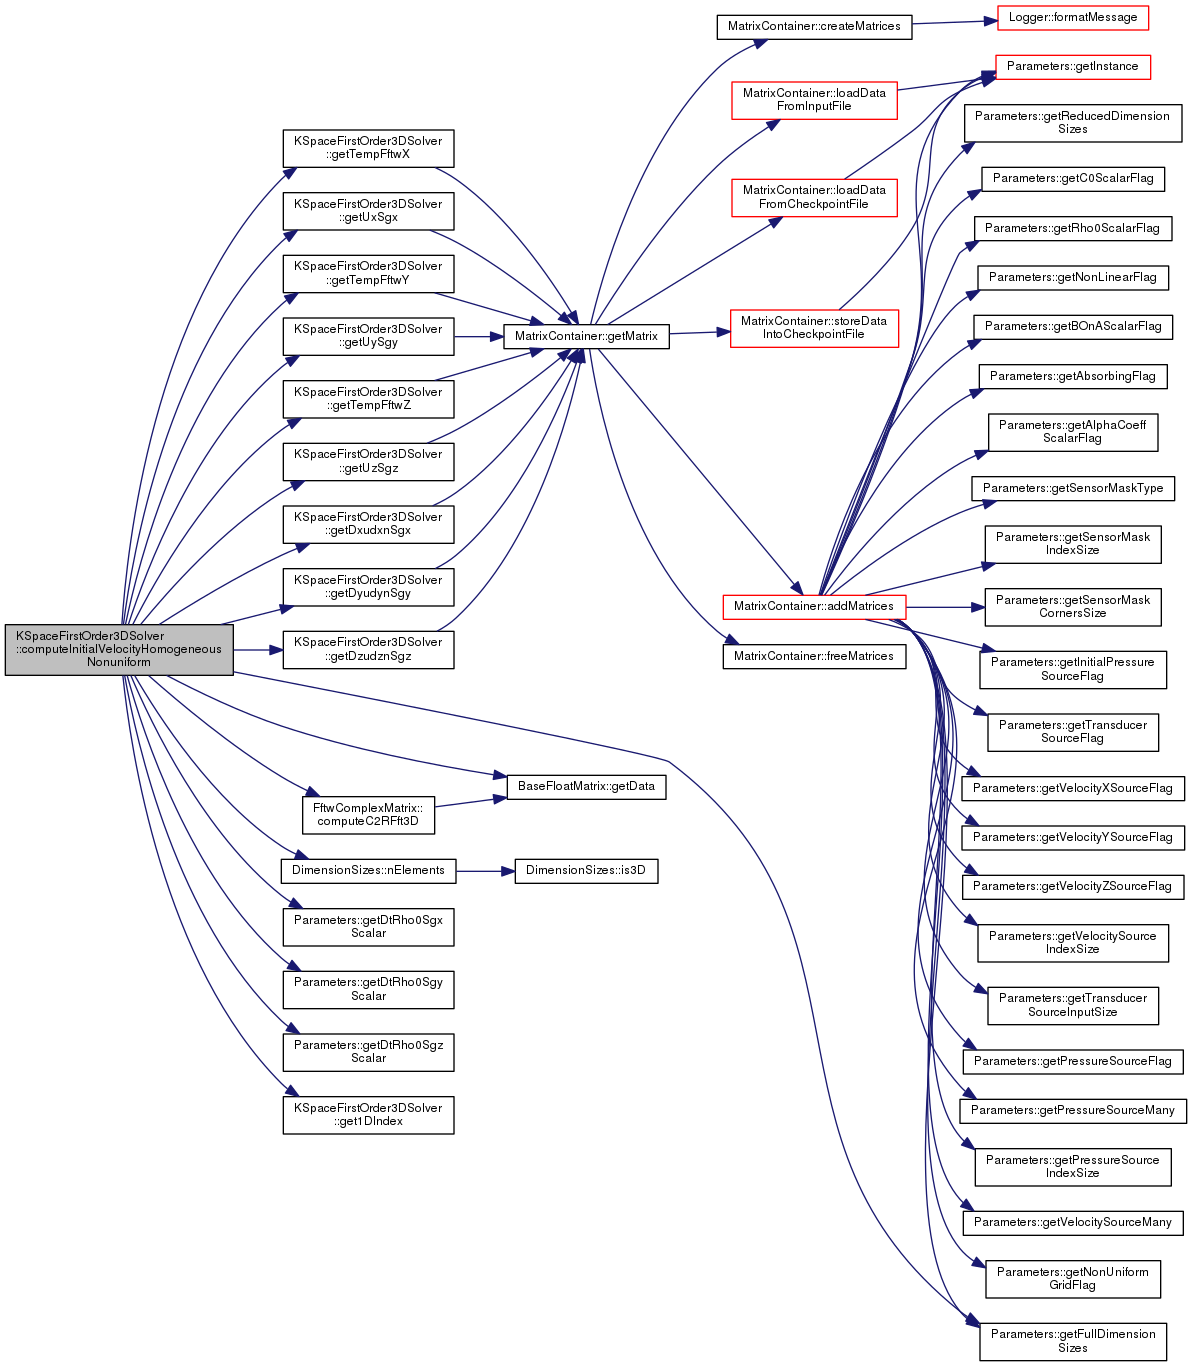 KSpaceFirstOrder3DSolver
::computeInitialVelocityHomogeneous
Nonuniform
KSpaceFirstOrder3DSolver
::getTempFftwX
KSpaceFirstOrder3DSolver
::getUxSgx
KSpaceFirstOrder3DSolver
::getTempFftwY
KSpaceFirstOrder3DSolver
::getUySgy
KSpaceFirstOrder3DSolver
::getTempFftwZ
KSpaceFirstOrder3DSolver
::getUzSgz
KSpaceFirstOrder3DSolver
::getDxudxnSgx
KSpaceFirstOrder3DSolver
::getDyudynSgy
KSpaceFirstOrder3DSolver
::getDzudznSgz
FftwComplexMatrix::
computeC2RFft3D
DimensionSizes::nElements
Parameters::getDtRho0Sgx
Scalar
Parameters::getDtRho0Sgy
Scalar
Parameters::getDtRho0Sgz
Scalar
KSpaceFirstOrder3DSolver
::get1DIndex
MatrixContainer::getMatrix
BaseFloatMatrix::getData
DimensionSizes::is3D
MatrixContainer::createMatrices
MatrixContainer::loadData
FromInputFile
MatrixContainer::loadData
FromCheckpointFile
MatrixContainer::storeData
IntoCheckpointFile
MatrixContainer::addMatrices
MatrixContainer::freeMatrices
Logger::formatMessage
Parameters::getInstance
Parameters::getReducedDimension
Sizes
Parameters::getC0ScalarFlag
Parameters::getRho0ScalarFlag
Parameters::getNonLinearFlag
Parameters::getBOnAScalarFlag
Parameters::getAbsorbingFlag
Parameters::getAlphaCoeff
ScalarFlag
Parameters::getSensorMaskType
Parameters::getSensorMask
IndexSize
Parameters::getSensorMask
CornersSize
Parameters::getInitialPressure
SourceFlag
Parameters::getTransducer
SourceFlag
Parameters::getVelocityXSourceFlag
Parameters::getVelocityYSourceFlag
Parameters::getVelocityZSourceFlag
Parameters::getVelocitySource
IndexSize
Parameters::getTransducer
SourceInputSize
Parameters::getPressureSourceFlag
Parameters::getPressureSourceMany
Parameters::getPressureSource
IndexSize
Parameters::getVelocitySourceMany
Parameters::getNonUniform
GridFlag
Parameters::getFullDimension
Sizes